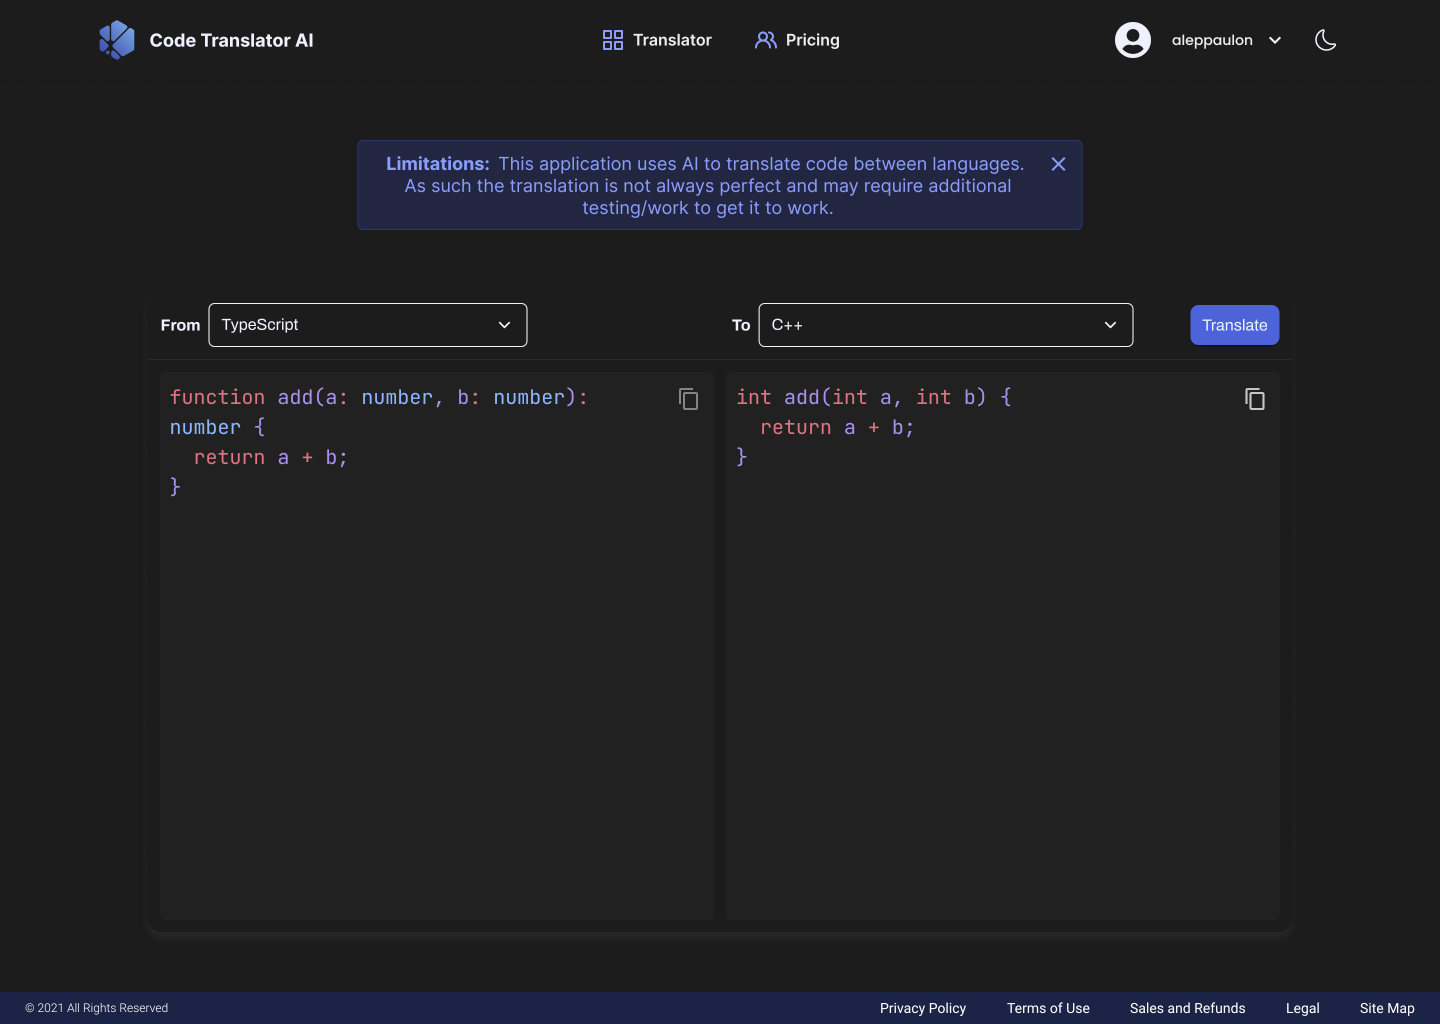 Code Translator AI
Translator
Pricing
aleppaulon
Limitations: This application uses AI to translate code between languages.
As such the translation is not always perfect and may require additional
testing/work to get it to work.
From
TypeScript
To
C++
Translate
function add(a: number, b: number):
number {
  return a + b;
}
int add(int a, int b) {
  return a + b;
}
© 2021 All Rights Reserved
Privacy Policy
Terms of Use
Sales and Refunds
Legal
Site Map